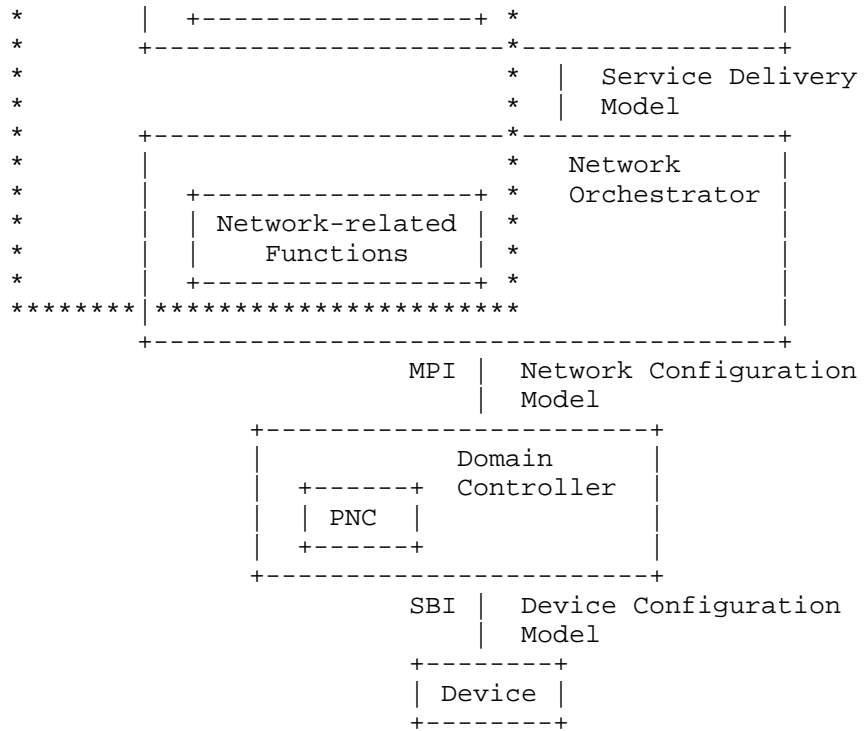 *        |  +-----------------+ *                |
*        +----------------------*----------------+
*                               *  |  Service Delivery
*                               *  |  Model
*        +----------------------*----------------+
*        |                      *   Network      |
*        |  +-----------------+ *   Orchestrator |
*        |  | Network-related | *                |
*        |  |    Functions    | *                |
*        |  +-----------------+ *                |
********|***********************                |
        +---------------------------------------+
                         MPI |  Network Configuration
                             |  Model
               +------------------------+
               |            Domain      |
               |  +------+  Controller  |
               |  | PNC  |              |
               |  +------+              |
               +------------------------+
                         SBI |  Device Configuration
                             |  Model
                         +--------+
                         | Device |
                         +--------+